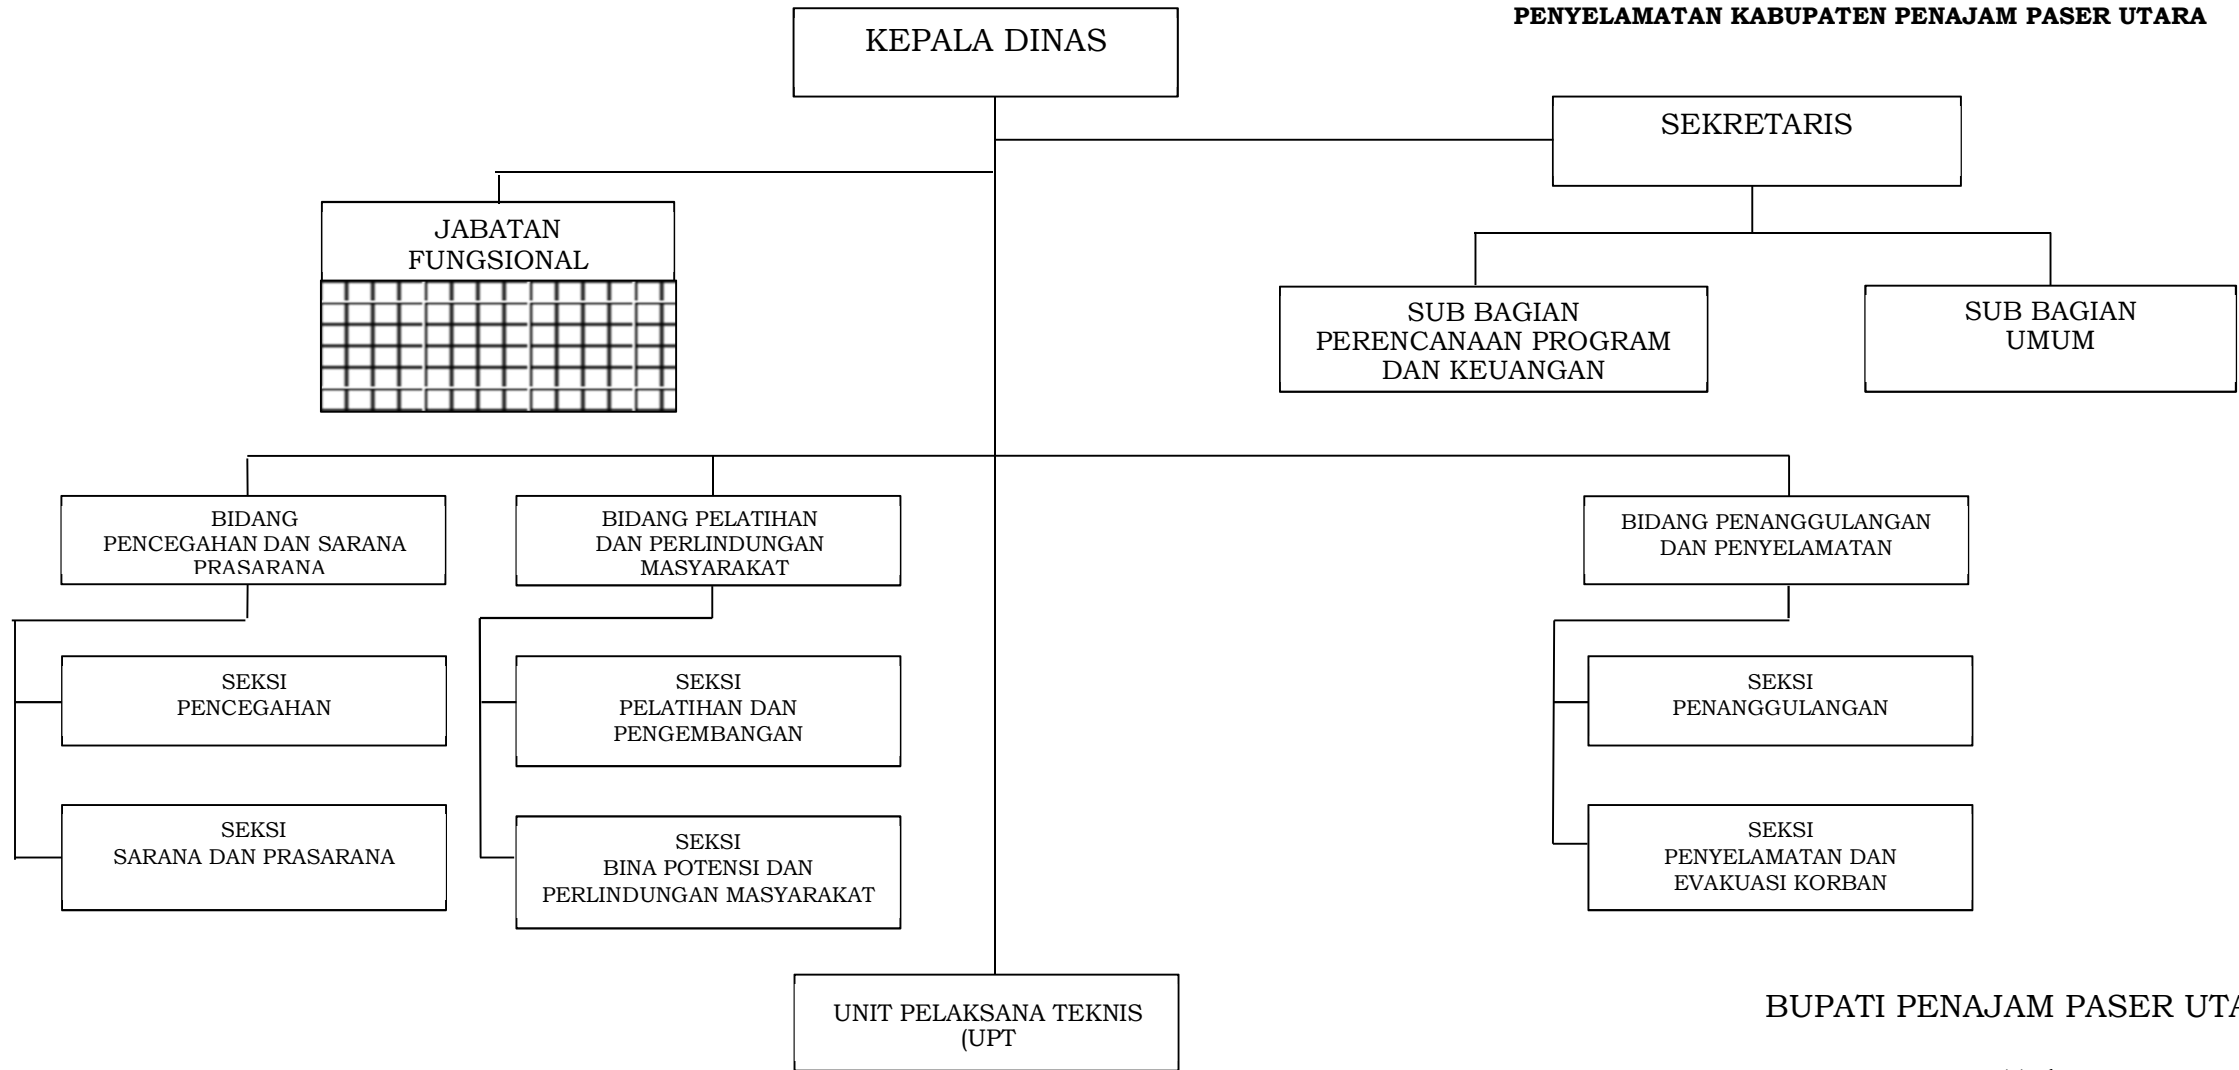 PENYELAMATAN KABUPATEN PENAJAM PASER UTARA
KEPALA DINAS
SEKRETARIS
JABATAN
FUNGSIONAL
SUB BAGIAN
PERENCANAAN PROGRAM
DAN KEUANGAN
SUB BAGIAN
UMUM
BIDANG
PENCEGAHAN DAN SARANA
PRASARANA
BIDANG PELATIHAN
DAN PERLINDUNGAN
MASYARAKAT
BIDANG PENANGGULANGAN
DAN PENYELAMATAN
SEKSI
PENCEGAHAN
SEKSI
PELATIHAN DAN
PENGEMBANGAN
SEKSI
PENANGGULANGAN
SEKSI
SARANA DAN PRASARANA
SEKSI
BINA POTENSI DAN
PERLINDUNGAN MASYARAKAT
SEKSI
PENYELAMATAN DAN
EVAKUASI KORBAN
UNIT PELAKSANA TEKNIS
(UPT
BUPATI PENAJAM PASER UTA